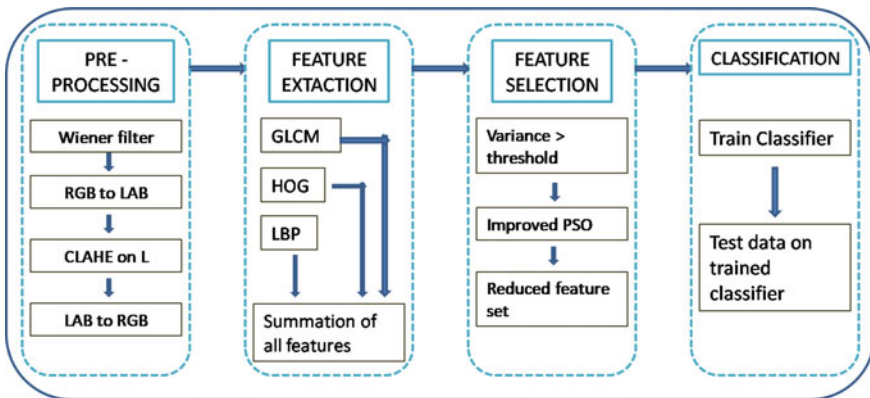 PRE -
PROCESSING
Wiener filter
RGB to LAB
CLAHE on L
LAB to RGB
FEATURE
EXTACTION
GLCM
HOG
LBP
Summation of
all features
FEATURE
SELECTION
Variance >
threshold
Improved PSO
Reduced feature
set
CLASSIFICATION
Train Classifier
Test data on
trained
classifier